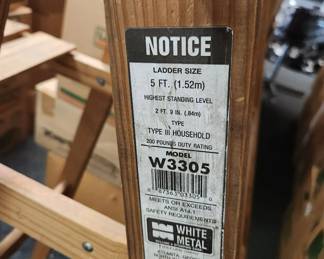 NOTICE
LADDER SIZE
5 FT. (1.52m)
HIGHEST STANDING LEVEL
2 FT. 9 IN. (.84m)
TYPE
TYPE III HOUSEHOLD
200 POUNDS DUTY RATING
MODEL
W3305
MEETS OR EXCEEDS
ANSI A14.1
SAFETY REQUIREMENTS
WHITE
METAL